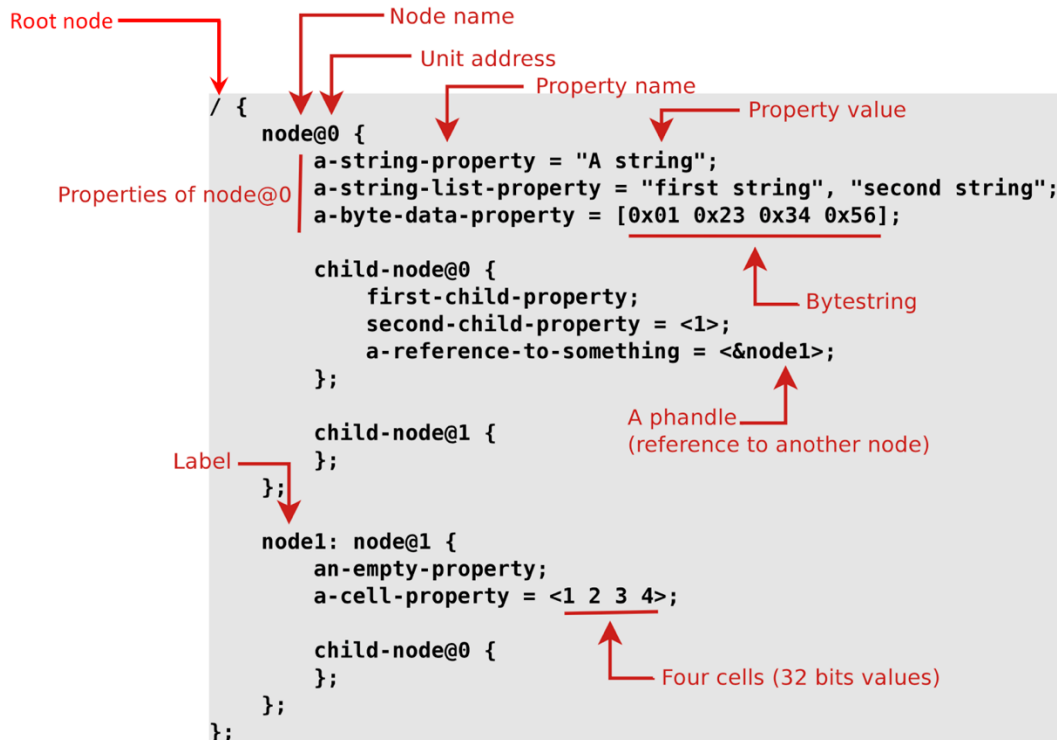 Root node
Node name
Unit address
Property name
Property value
/ {
node@0 {
Properties of node@0
a-string-property = "A string";
a-string-list-property = "first string", "second string";
a-byte-data-property = [0x01 0x23 0x34 0x56];
Bytestring
child-node@0 {
first-child-property;
second-child-property = <1>;
a-reference-to-something = <&node1>;
};
A phandle
(reference to another node)
child-node@1 {
};
};
Label
node1: node@1 {
an-empty-property;
a-cell-property = <1 2 3 4>;
Four cells (32 bits values)
child-node@0 {
};
};
};